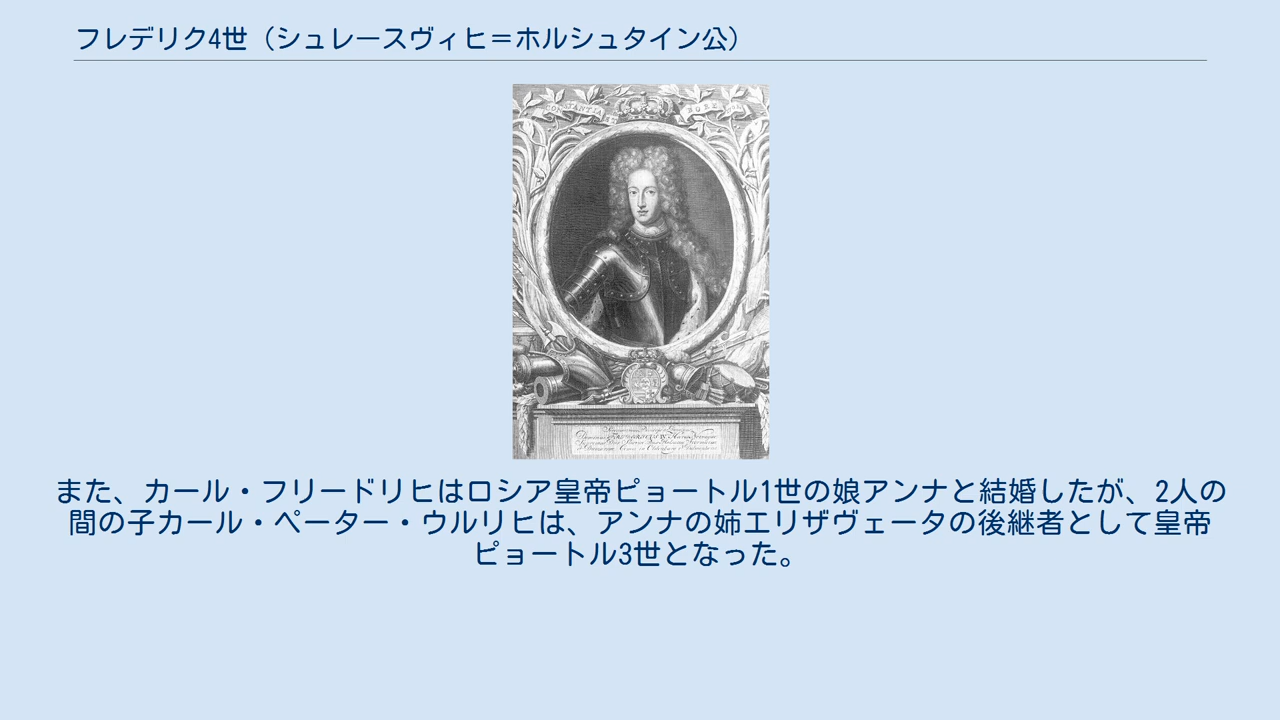 フレデリク4世（シュレースヴィヒ＝ホルシュタイン公）
また、カール・フリードリヒはロシア皇帝ピョートル1世の娘アンナと結婚したが、2人の
間の子カール・ペーター・ウルリヒは、アンナの姉エリザヴェータの後継者として皇帝
ピョートル3世となった。